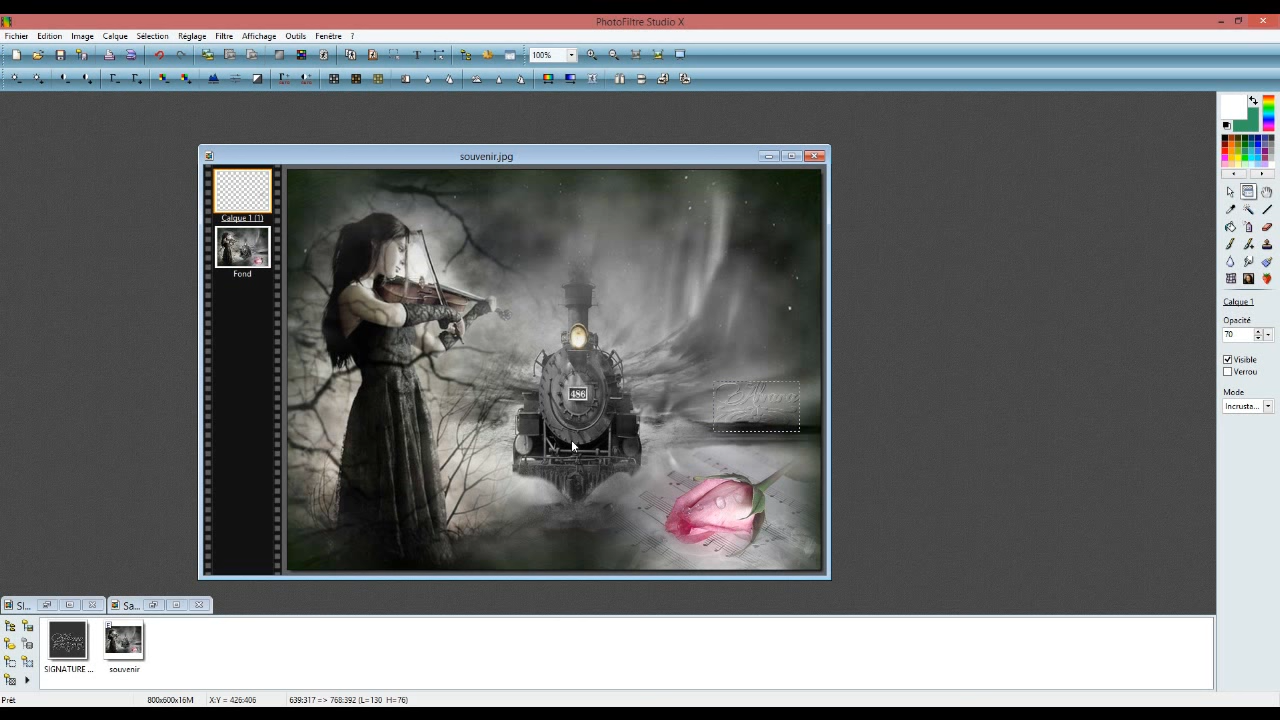 PhotoFiltre Studio X
Fichier Edition Image Calque Sélection Réglage Filtre Affichage Outils Fenêtre ?
100%
souvenir.jpg
Calque 1 (1)
Fond
486
Calque 1
Opacité
70
Visible
Verrou
Mode
Incrusta...
SI... Sa...
SIGNATURE ... souvenir
Prêt 800x600x16M X:Y = 426:406 639:317 => 768:392 (L=130 H=76)